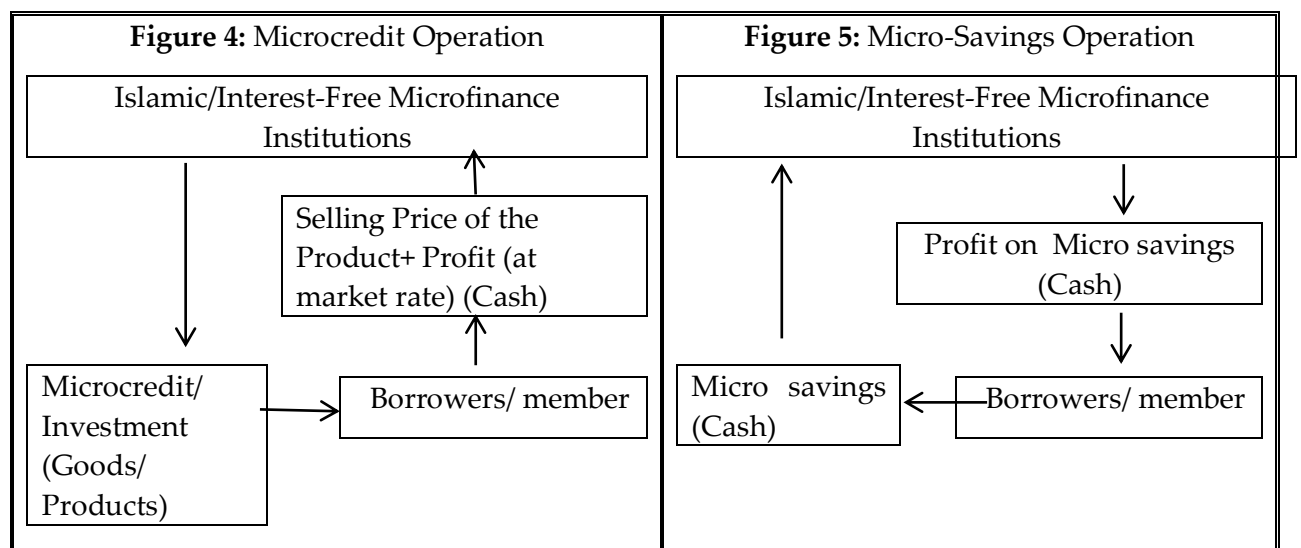 Figure 4: Microcredit Operation
Islamic/Interest-Free Microfinance
Institutions
Selling Price of the
Product+ Profit (at
market rate) (Cash)
Microcredit/
Investment
(Goods/
Products)
Borrowers/ member
Figure 5: Micro-Savings Operation
Islamic/Interest-Free Microfinance
Institutions
Profit on Micro savings
(Cash)
Micro savings
(Cash)
Borrowers/ member